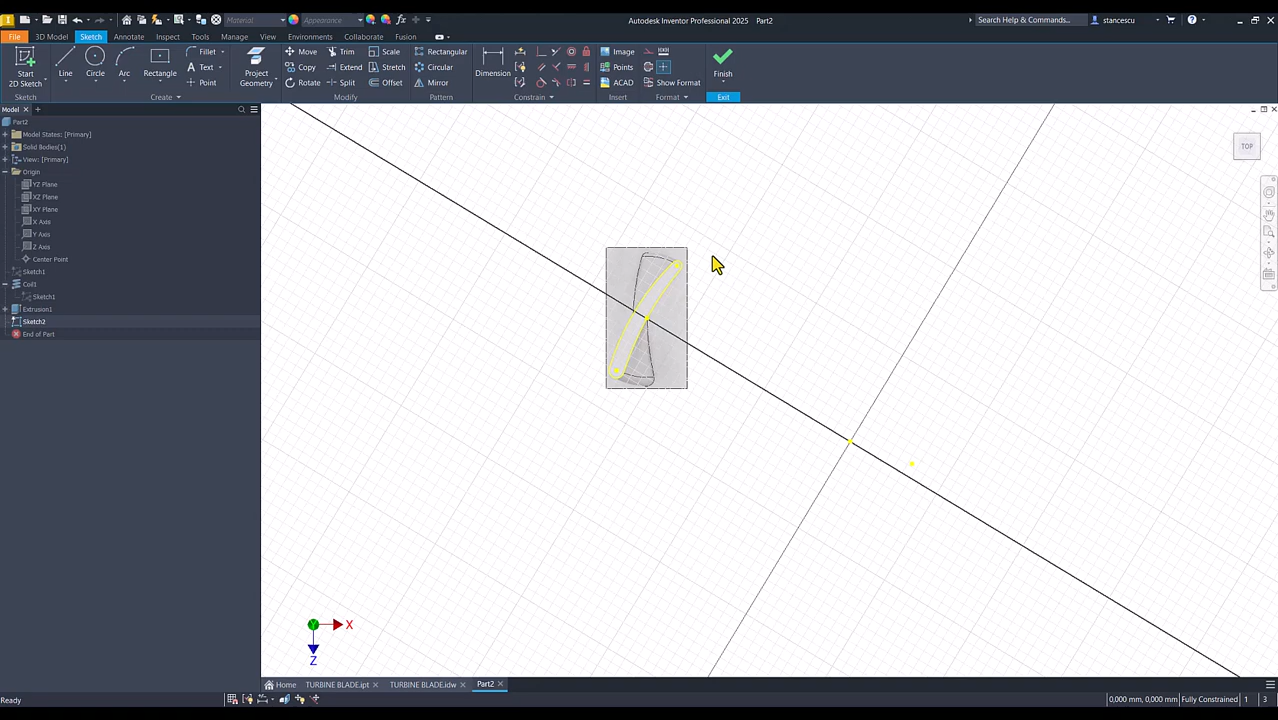 Material
Appearance
Autodesk Inventor Professional 2025 Part2
Search Help & Commands...
stancescu
File
3D Model
Sketch
Annotate
Inspect
Tools
Manage
View
Environments
Collaborate
Fusion
Start
2D Sketch
Line
Circle
Arc
Rectangle
Fillet
Text
Point
Project
Geometry
Move
Copy
Rotate
Trim
Extend
Split
Scale
Stretch
Offset
Rectangular
Circular
Mirror
Dimension
Image
Points
ACAD
Show Format
Finish
Create
Modify
Pattern
Constrain
Insert
Format
Exit
Model
Part2
Model States: [Primary]
Solid Bodies(1)
View: [Primary]
Origin
YZ Plane
XZ Plane
XY Plane
X Axis
Y Axis
Z Axis
Center Point
Sketch1
Coil1
Sketch1
Extrusion1
Sketch2
End of Part
TOP
Y
X
Z
Home
TURBINE BLADE.ipt
TURBINE BLADE.idw
Part2
Ready
0,000 mm, 0,000 mm
Fully Constrained
1
3